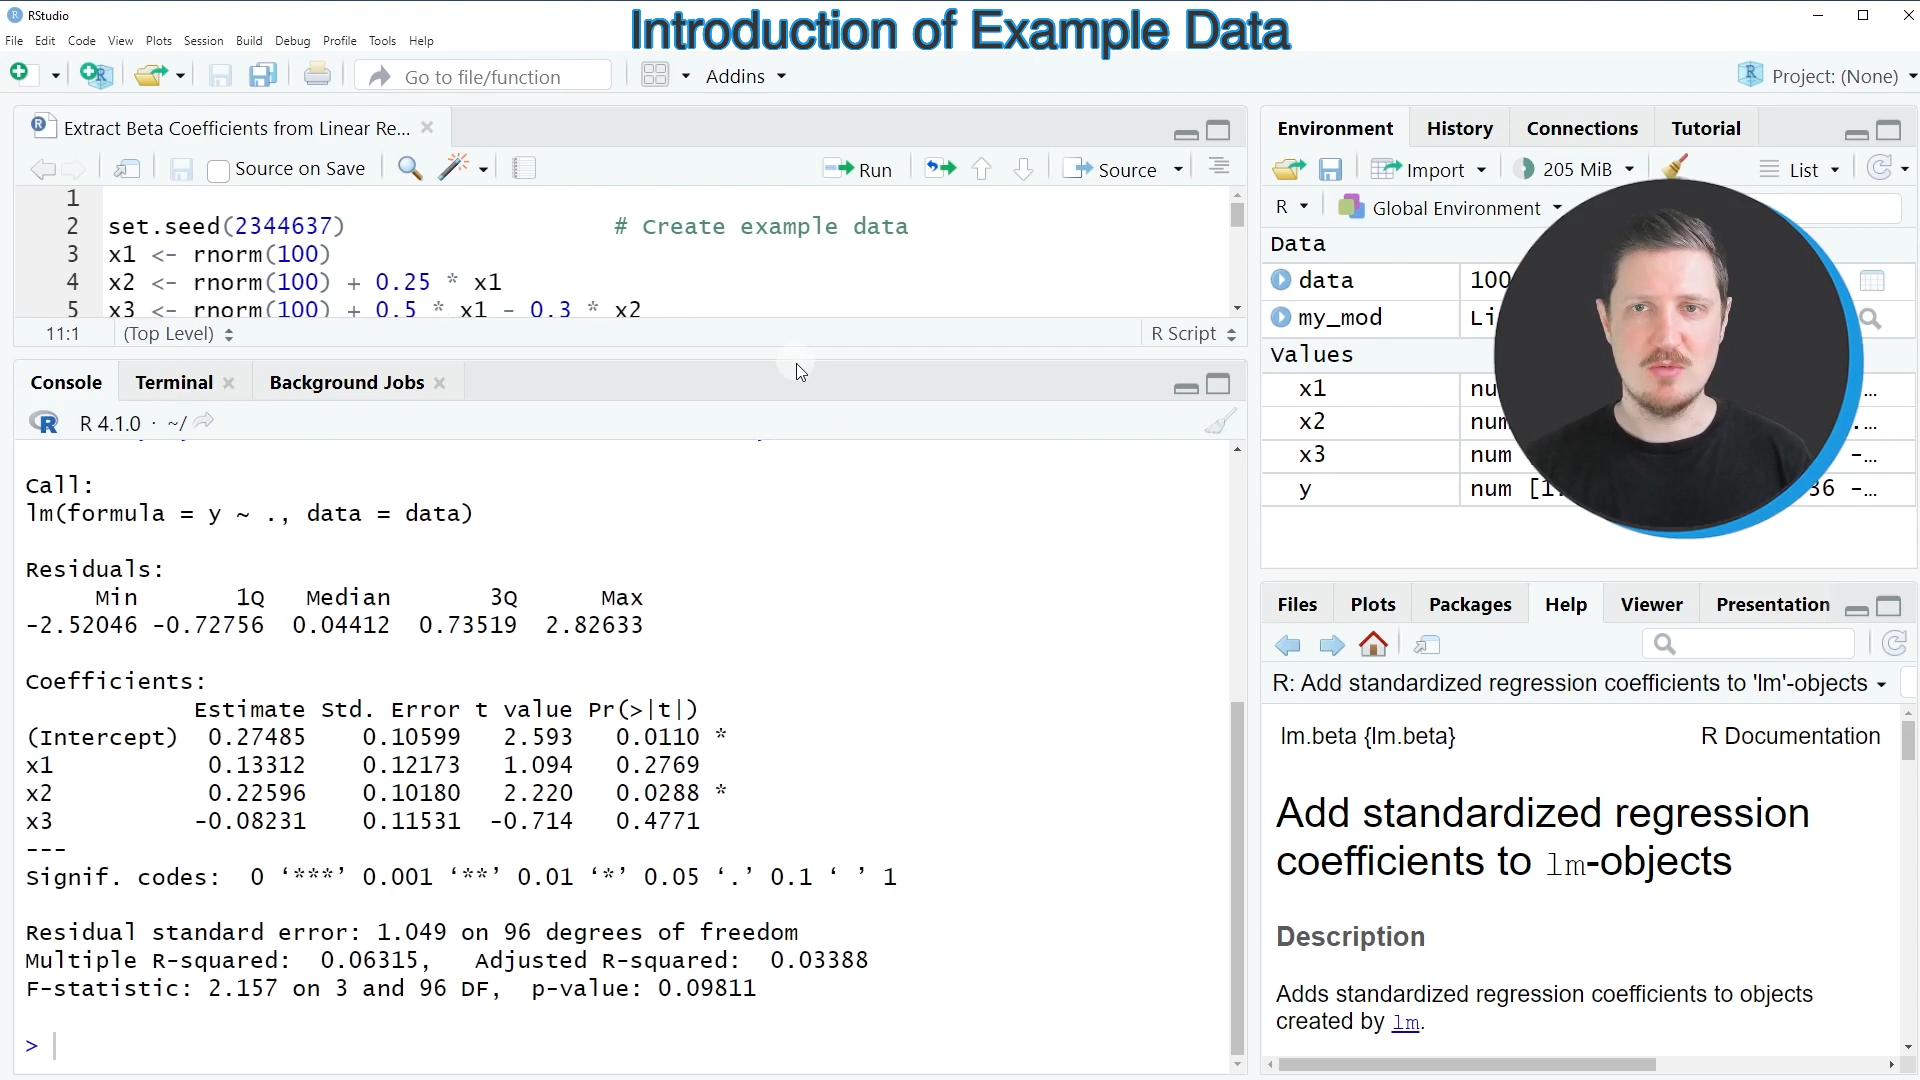 RStudio
Introduction of Example Data
File Edit Code View Plots Session Build Debug Profile Tools Help
Go to file/function
Addins
Project: (None)
Extract Beta Coefficients from Linear Re...
Source on Save
Run
Source
1
2 set.seed(2344637) # Create example data
3 x1 <- rnorm(100)
4 x2 <- rnorm(100) + 0.25 * x1
5 x3 <- rnorm(100) + 0.5 * x1 - 0.3 * x2
11:1 (Top Level) R Script
Console Terminal Background Jobs
R 4.1.0 · ~/
Call:
lm(formula = y ~ ., data = data)
Residuals:
Min 1Q Median 3Q Max
-2.52046 -0.72756 0.04412 0.73519 2.82633
Coefficients:
Estimate Std. Error t value Pr(>|t|)
(Intercept) 0.27485 0.10599 2.593 0.0110 *
x1 0.13312 0.12173 1.094 0.2769
x2 0.22596 0.10180 2.220 0.0288 *
x3 -0.08231 0.11531 -0.714 0.4771
---
Signif. codes: 0 ‘***’ 0.001 ‘**’ 0.01 ‘*’ 0.05 ‘.’ 0.1 ‘ ’ 1
Residual standard error: 1.049 on 96 degrees of freedom
Multiple R-squared: 0.06315, Adjusted R-squared: 0.03388
F-statistic: 2.157 on 3 and 96 DF, p-value: 0.09811
>
Environment History Connections Tutorial
Import 205 MiB List
R Global Environment
Data
data 100
my_mod Li
Values
x1 nu ...
x2 num ...
x3 num -...
y num [1: 36 -...
Files Plots Packages Help Viewer Presentation
R: Add standardized regression coefficients to 'lm'-objects
lm.beta {lm.beta} R Documentation
Add standardized regression
coefficients to lm-objects
Description
Adds standardized regression coefficients to objects
created by lm.